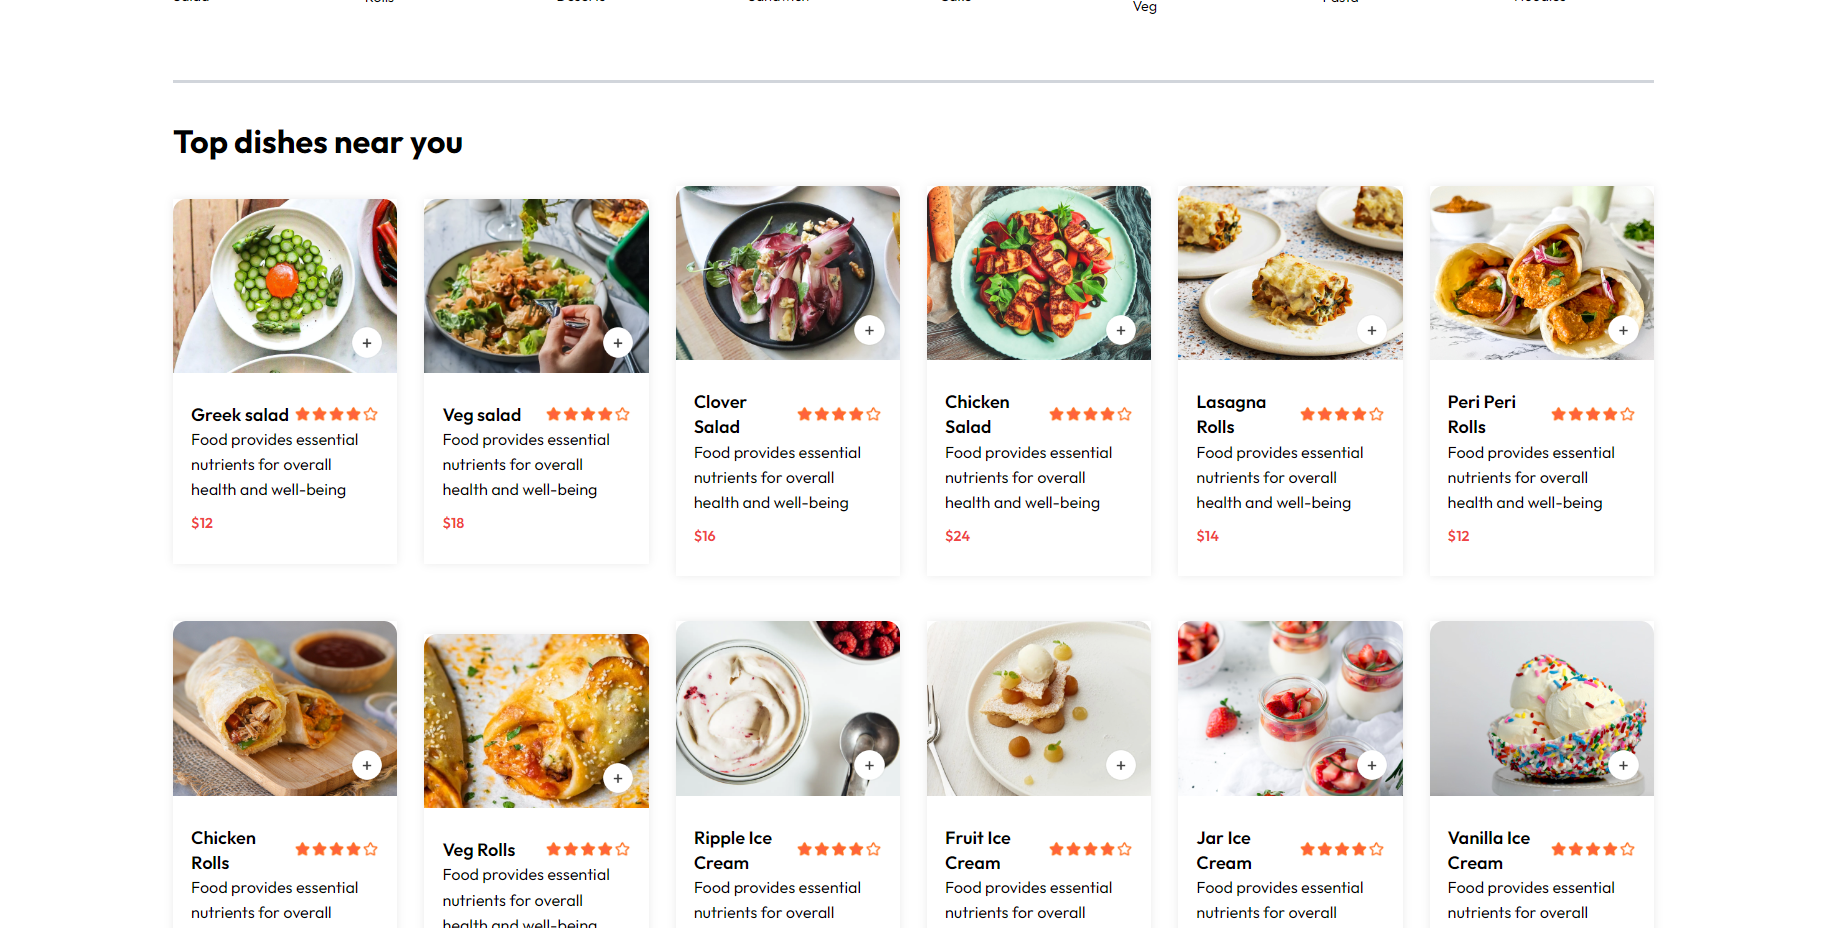 Salad Rolls Desserts Sandwich Cake Veg Pasta Noodles
Top dishes near you
Greek salad
Food provides essential
nutrients for overall
health and well-being
$12
Veg salad
Food provides essential
nutrients for overall
health and well-being
$18
Clover
Salad
Food provides essential
nutrients for overall
health and well-being
$16
Chicken
Salad
Food provides essential
nutrients for overall
health and well-being
$24
Lasagna
Rolls
Food provides essential
nutrients for overall
health and well-being
$14
Peri Peri
Rolls
Food provides essential
nutrients for overall
health and well-being
$12
Chicken
Rolls
Food provides essential
nutrients for overall
Veg Rolls
Food provides essential
nutrients for overall
health and well-being
Ripple Ice
Cream
Food provides essential
nutrients for overall
Fruit Ice
Cream
Food provides essential
nutrients for overall
Jar Ice
Cream
Food provides essential
nutrients for overall
Vanilla Ice
Cream
Food provides essential
nutrients for overall